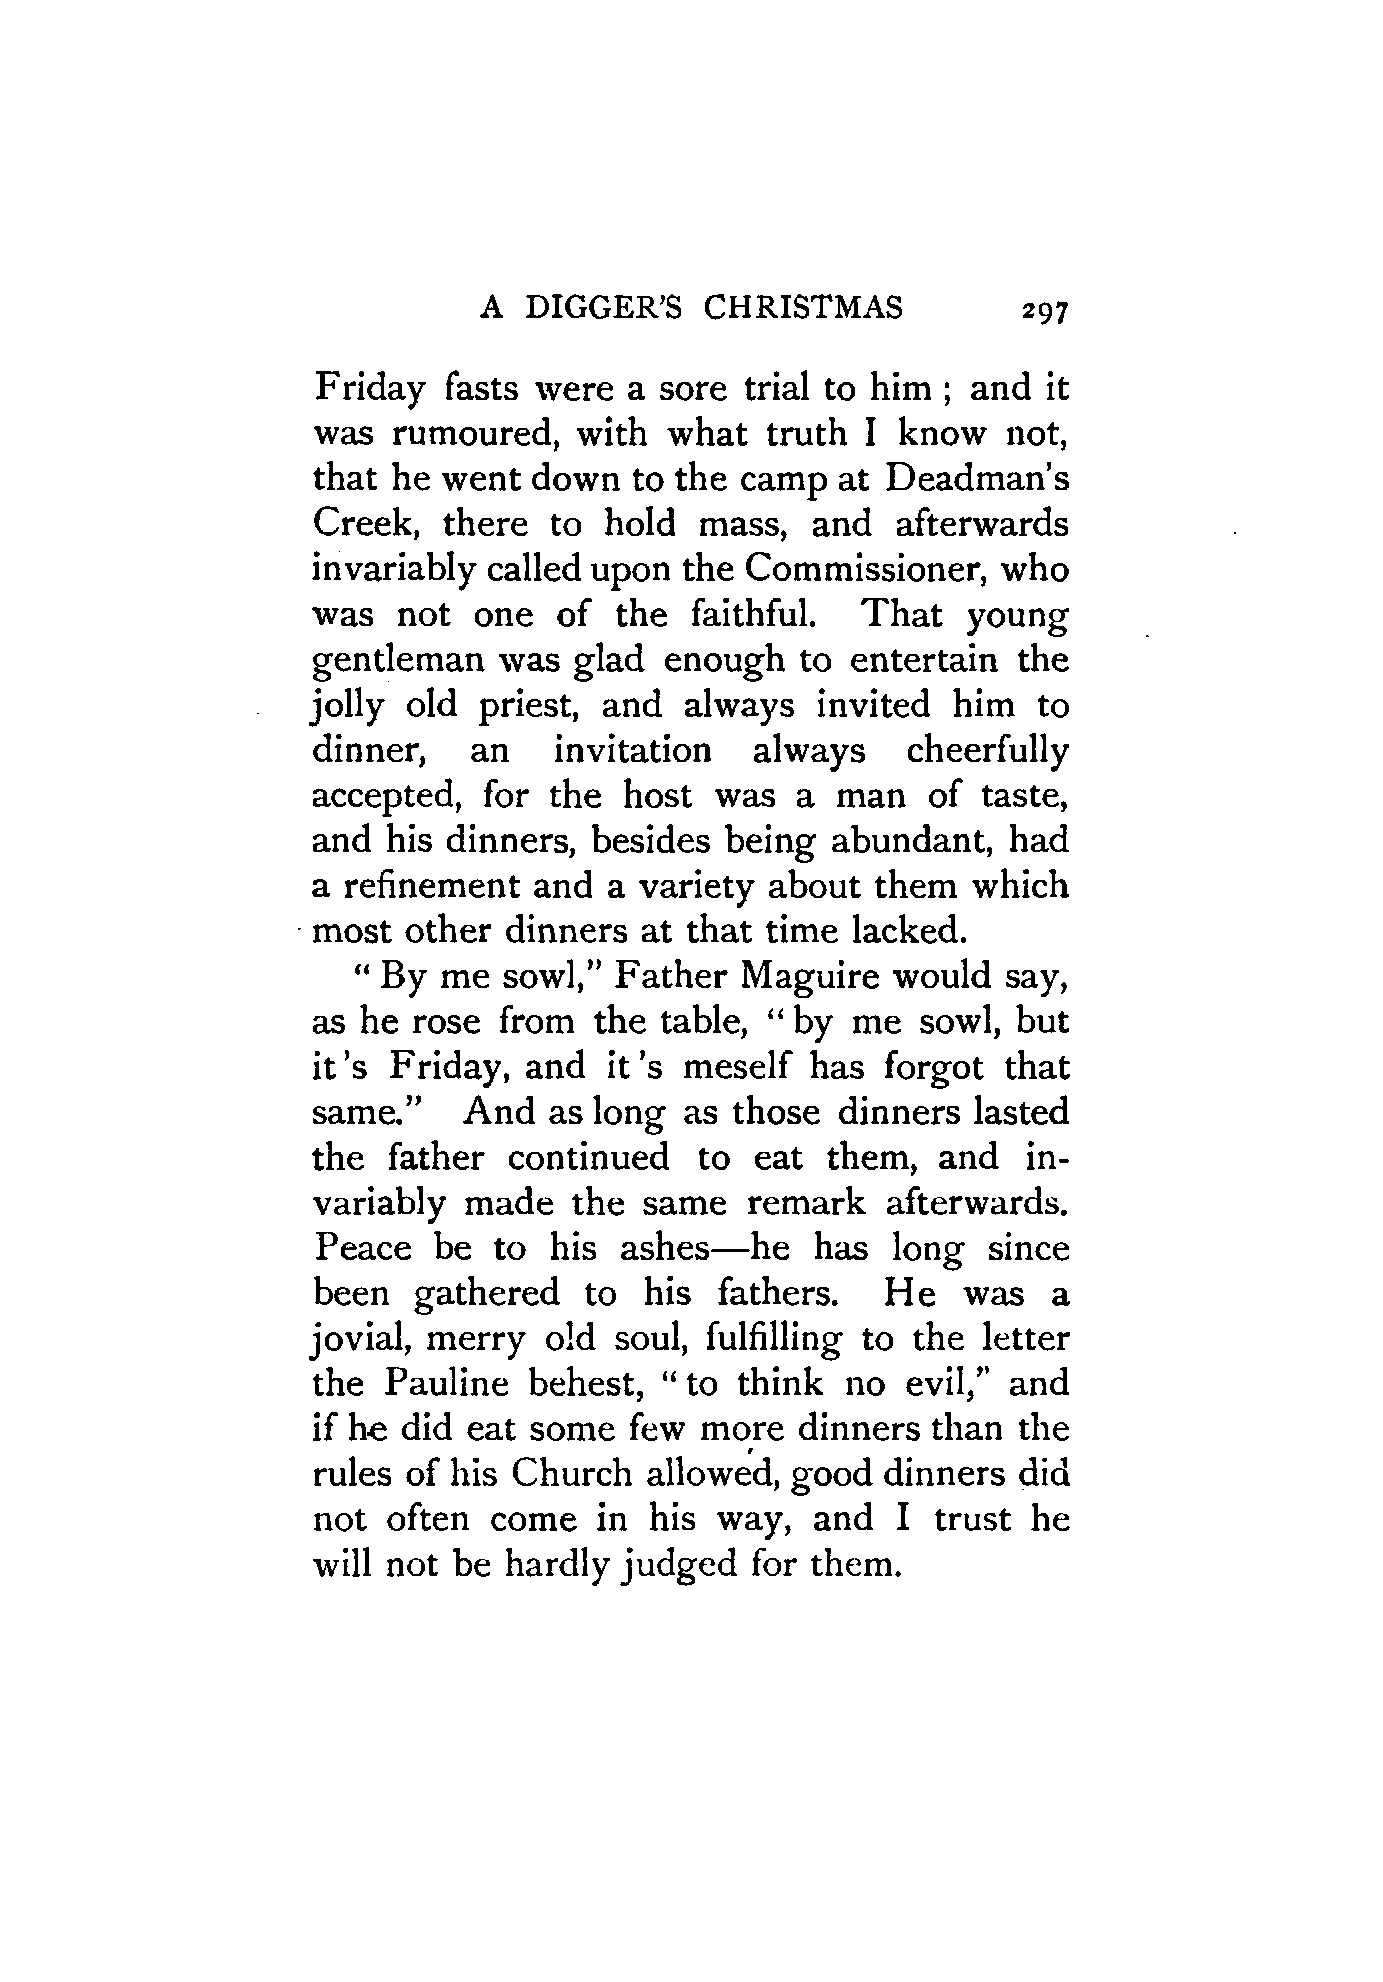 A DIGGER'S CHRISTMAS 297
Friday fasts were a sore trial to him ; and it
was rumoured, with what truth I know not,
that he went down to the camp at Deadman's
Creek, there to hold mass, and afterwards
invariably called upon the Commissioner, who
was not one of the faithful. That young
gentleman was glad enough to entertain the
jolly old priest, and always invited him to
dinner, an invitation always cheerfully
accepted, for the host was a man of taste,
and his dinners, besides being abundant, had
a refinement and a variety about them which
most other dinners at that time lacked.
" By me sowl," Father Maguire would say,
as he rose from the table, " by me sowl, but
it 's Friday, and it 's meself has forgot that
same." And as long as those dinners lasted
the father continued to eat them, and in-
variably made the same remark afterwards.
Peace be to his ashes—he has long since
been gathered to his fathers. He was a
jovial, merry old soul, fulfilling to the letter
the Pauline behest, " to think no evil," and
if he did eat some few more dinners than the
rules of his Church allowed, good dinners did
not often come in his way, and I trust he
will not be hardly judged for them.